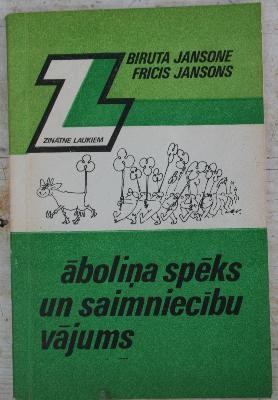 BIRUTA JANSONE
FRICIS JANSONS
ZINĀTNE LAUKIEM
āboliņa spēks
un saimniecību
vājums